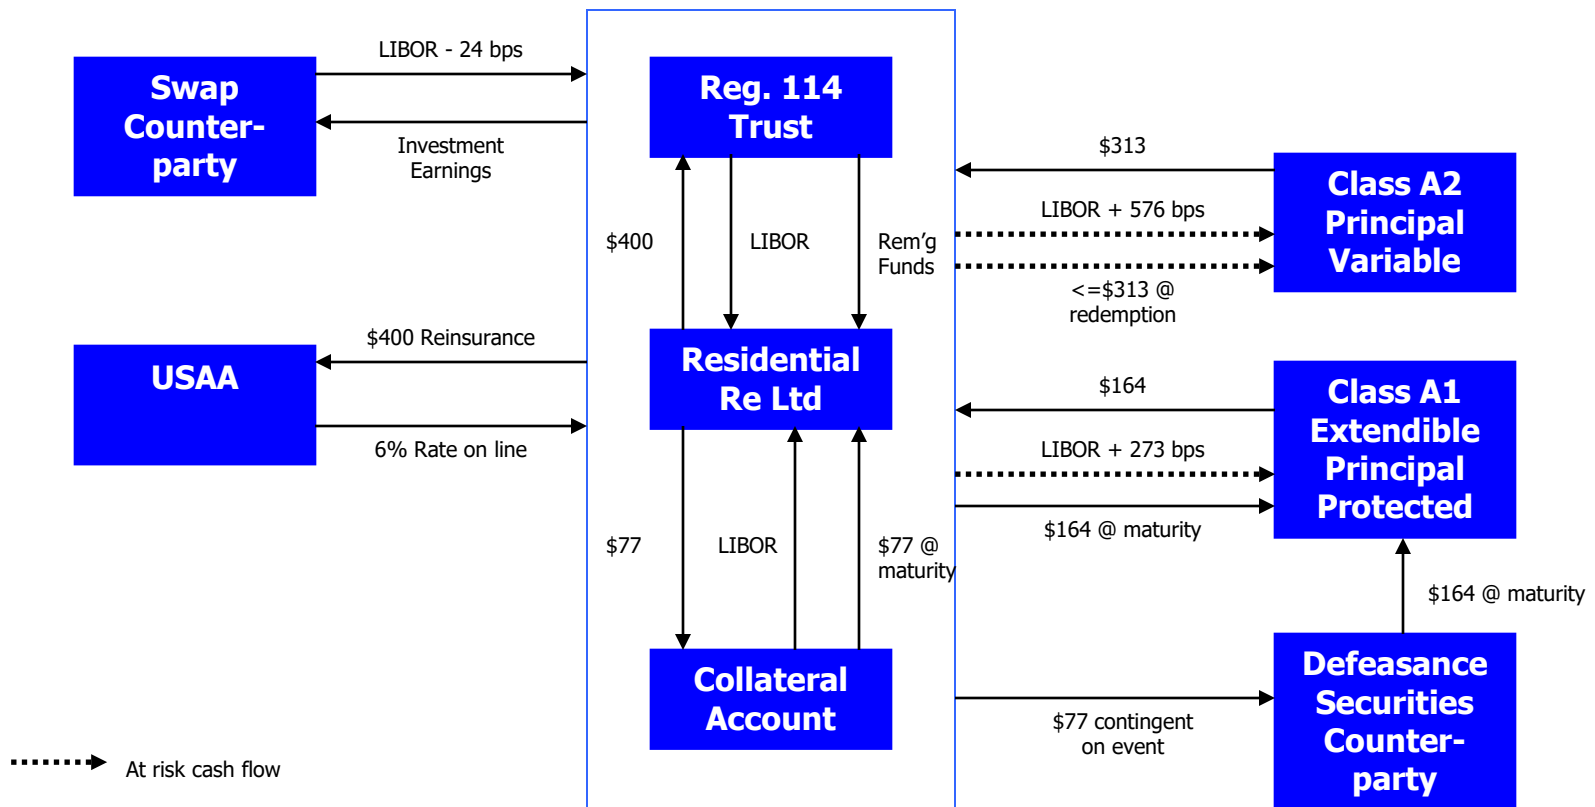 LIBOR - 24 bps
Swap
Counter-
party
Investment
Earnings
Reg. 114
Trust
$313
Class A2
Principal
Variable
LIBOR + 576 bps
<=$313 @
redemption
$400
LIBOR
Rem'g
Funds
$400 Reinsurance
USAA
6% Rate on line
Residential
Re Ltd
$164
Class A1
Extendible
Principal
Protected
LIBOR + 273 bps
$164 @ maturity
$77
LIBOR
$77 @
maturity
$164 @ maturity
Collateral
Account
Defeasance
Securities
Counter-
party
$77 contingent
on event
At risk cash flow